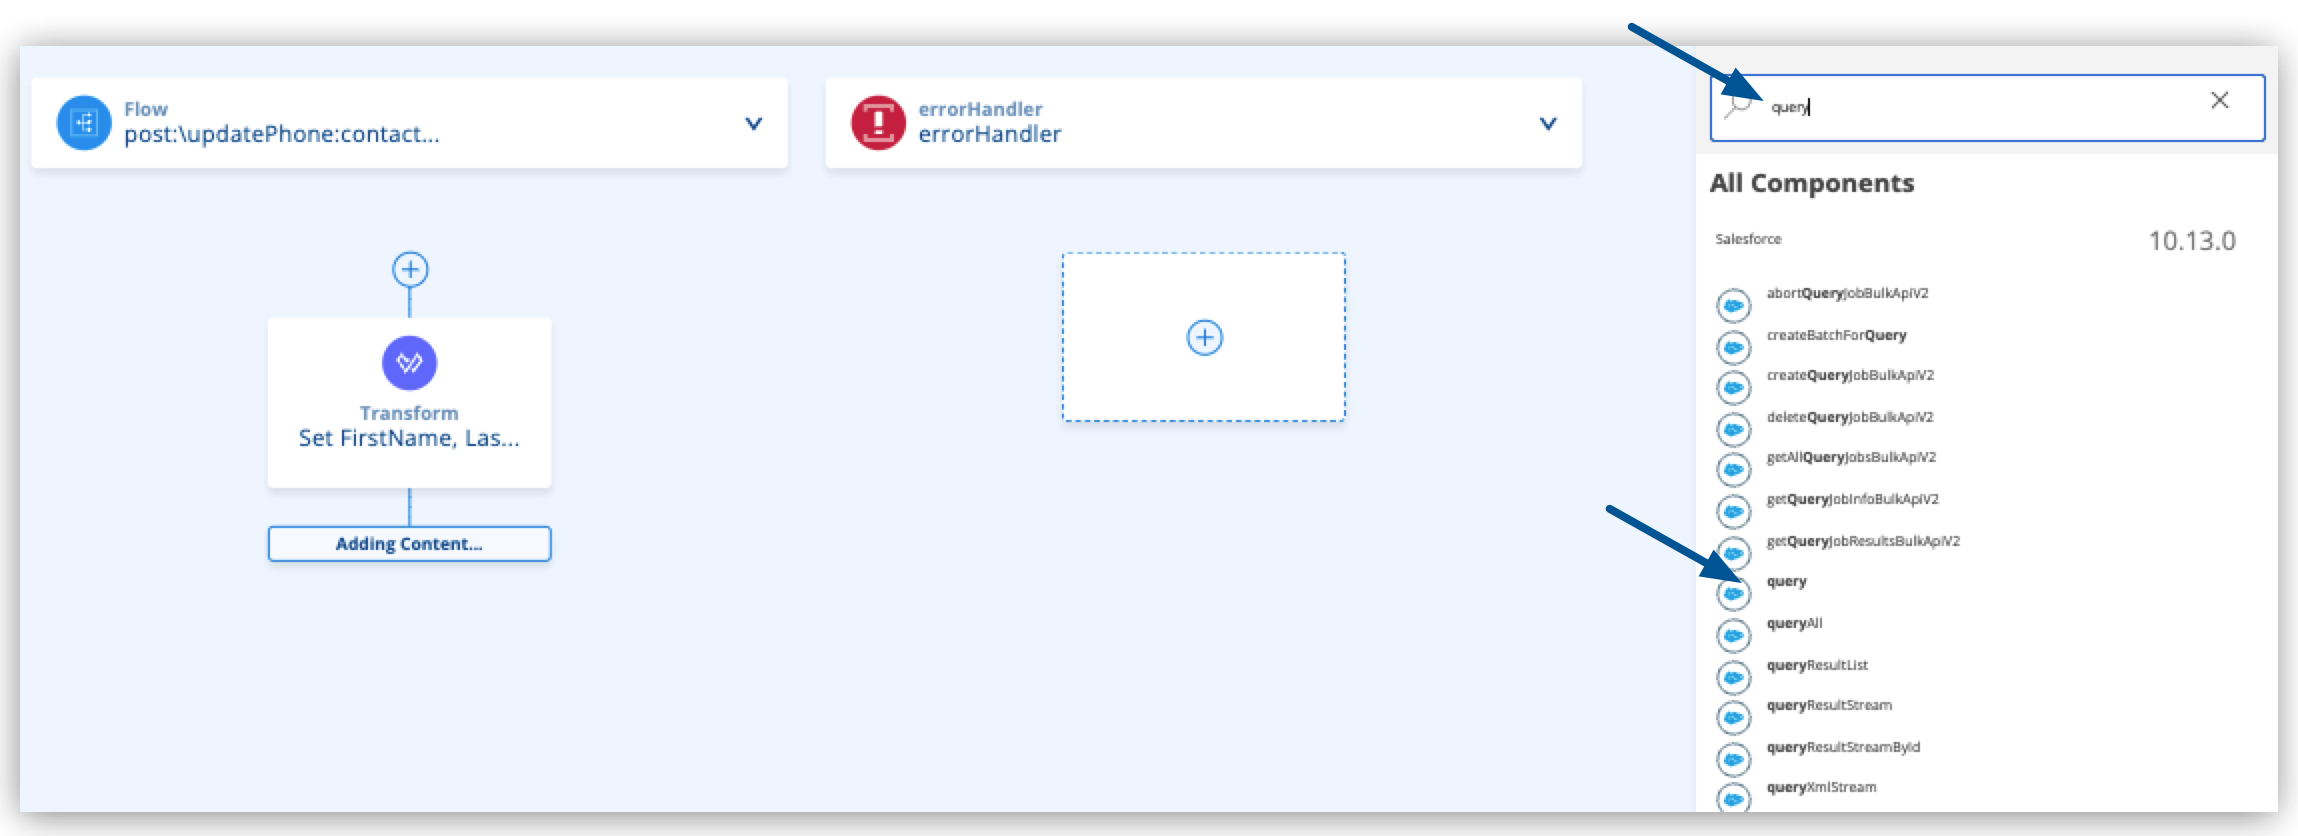 Flow
post:\updatePhone:contact...
errorHandler
errorHandler
Transform
Set FirstName, Las...
Adding Content...
query
All Components
Salesforce
10.13.0
abortQueryJobBulkApiV2
createBatchForQuery
createQueryJobBulkApiV2
deleteQueryJobBulkApiV2
getAllQueryJobsBulkApiV2
getQueryJobInfoBulkApiV2
getQueryJobResultsBulkApiV2
query
queryAll
queryResultList
queryResultStream
queryResultStreamById
queryXmlStream